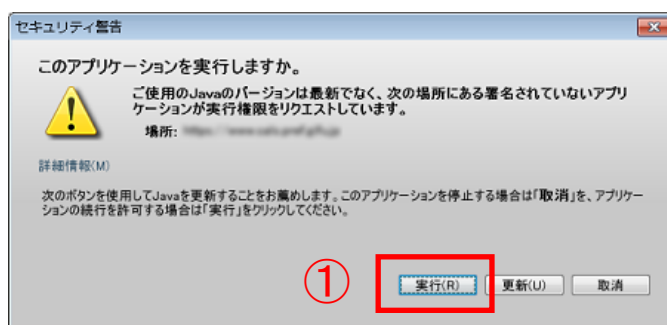 セキュリティ警告
このアプリケーションを実行しますか。
ご使用のJavaのバージョンは最新でなく、次の場所にある署名されていないアプリ
ケーションが実行権限をリクエストしています。
場所:
詳細情報(M)
次のボタンを使用してJavaを更新することをお薦めします。このアプリケーションを停止する場合は「取消」を、アプリケー
ションの続行を許可する場合は「実行」をクリックしてください。
① 実行(R) 更新(U) 取消